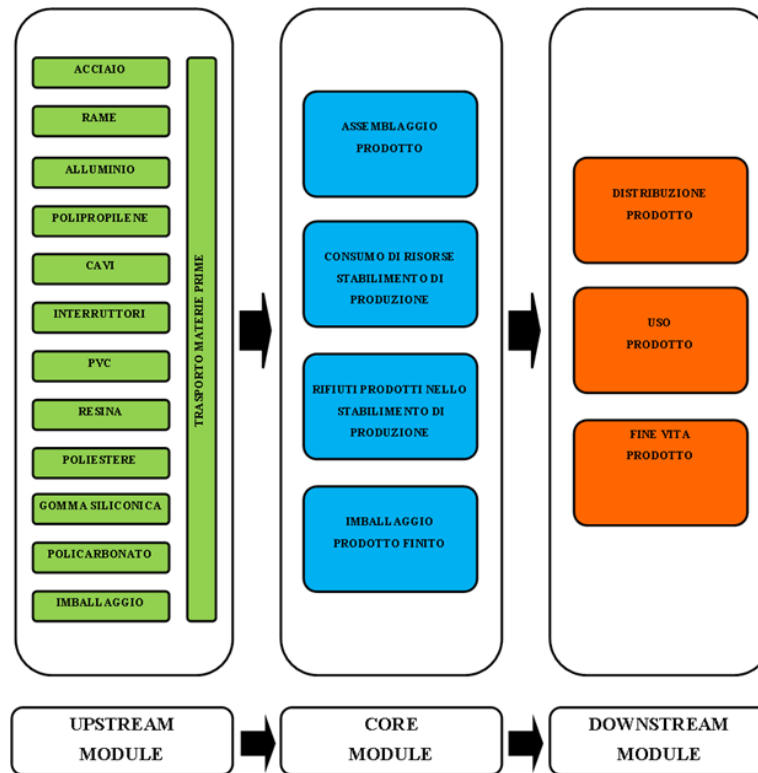 ACCIAIO
RAME
ALLUMINIO
POLIPROPILENE
CAVI
INTERRUTTORI
PVC
RESINA
POLIESTERE
GOMMA SILICONICA
POLICARBONATO
IMBALLAGGIO
TRASPORTO MATERIE PRIME
ASSEMBLAGGIO
PRODOTTO
CONSUMO DI RISORSE
STABILIMENTO DI
PRODUZIONE
RIFIUTI PRODOTTI NELLO
STABILIMENTO DI
PRODUZIONE
IMBALLAGGIO
PRODOTTO FINITO
DISTRIBUZIONE
PRODOTTO
USO
PRODOTTO
FINE VITA
PRODOTTO
UPSTREAM
MODULE
CORE
MODULE
DOWNSTREAM
MODULE